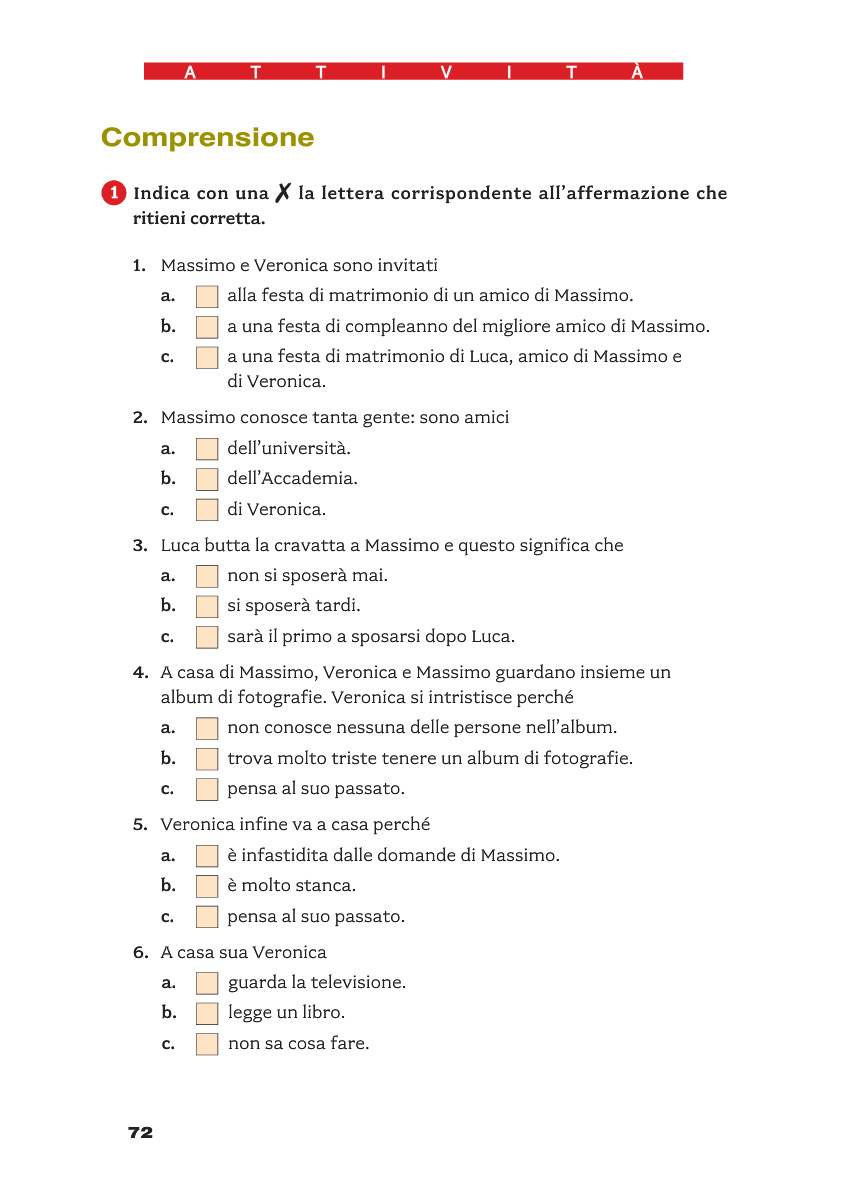 A T T I V I T À
Comprensione
1 Indica con una ✗ la lettera corrispondente all’affermazione che
ritieni corretta.
1. Massimo e Veronica sono invitati
a. alla festa di matrimonio di un amico di Massimo.
b. a una festa di compleanno del migliore amico di Massimo.
c. a una festa di matrimonio di Luca, amico di Massimo e
di Veronica.
2. Massimo conosce tanta gente: sono amici
a. dell’università.
b. dell’Accademia.
c. di Veronica.
3. Luca butta la cravatta a Massimo e questo significa che
a. non si sposerà mai.
b. si sposerà tardi.
c. sarà il primo a sposarsi dopo Luca.
4. A casa di Massimo, Veronica e Massimo guardano insieme un
album di fotografie. Veronica si intristisce perché
a. non conosce nessuna delle persone nell’album.
b. trova molto triste tenere un album di fotografie.
c. pensa al suo passato.
5. Veronica infine va a casa perché
a. è infastidita dalle domande di Massimo.
b. è molto stanca.
c. pensa al suo passato.
6. A casa sua Veronica
a. guarda la televisione.
b. legge un libro.
c. non sa cosa fare.
72